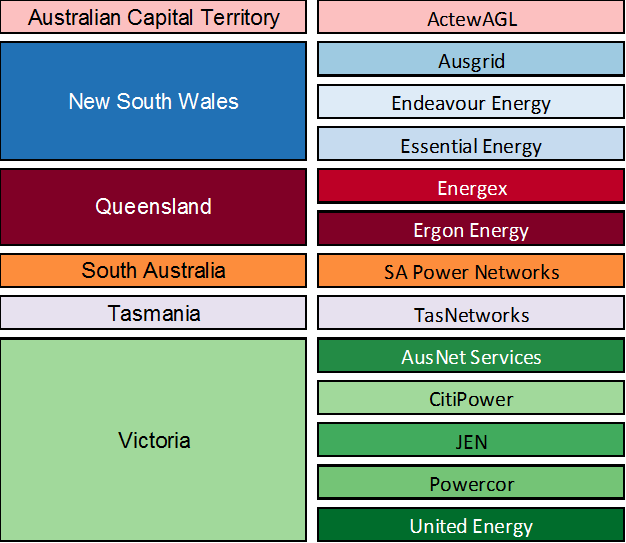 Australian Capital Territory
ActewAGL
New South Wales
Ausgrid
Endeavour Energy
Essential Energy
Queensland
Energex
Ergon Energy
South Australia
SA Power Networks
Tasmania
TasNetworks
Victoria
AusNet Services
CitiPower
JEN
Powercor
United Energy